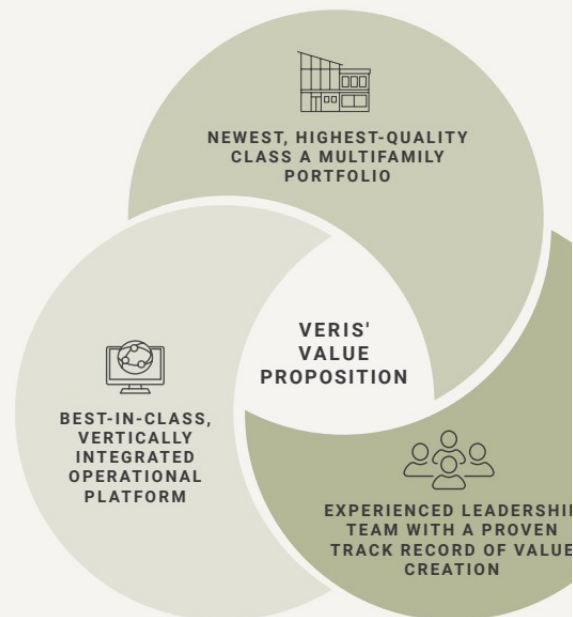 NEWEST, HIGHEST-QUALITY
CLASS A MULTIFAMILY
PORTFOLIO
VERIS'
VALUE
PROPOSITION
BEST-IN-CLASS,
VERTICALLY
INTEGRATED
OPERATIONAL
PLATFORM
EXPERIENCED LEADERSHI
TEAM WITH A PROVEN
TRACK RECORD OF VALUE
CREATION